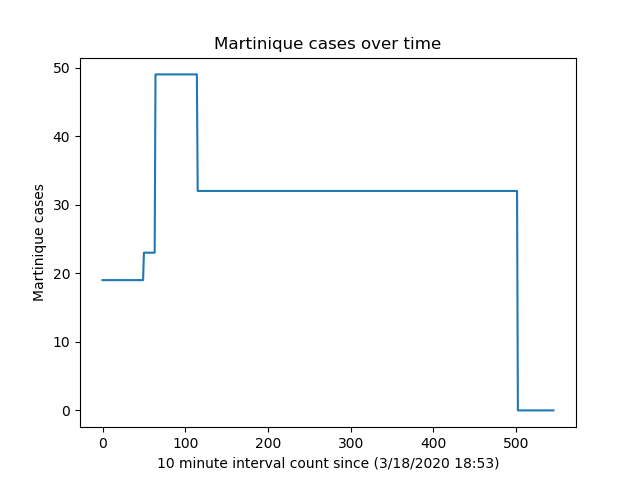 Martinique cases over time
50
40
30
20
10
0
Martinique cases
0 100 200 300 400 500
10 minute interval count since (3/18/2020 18:53)